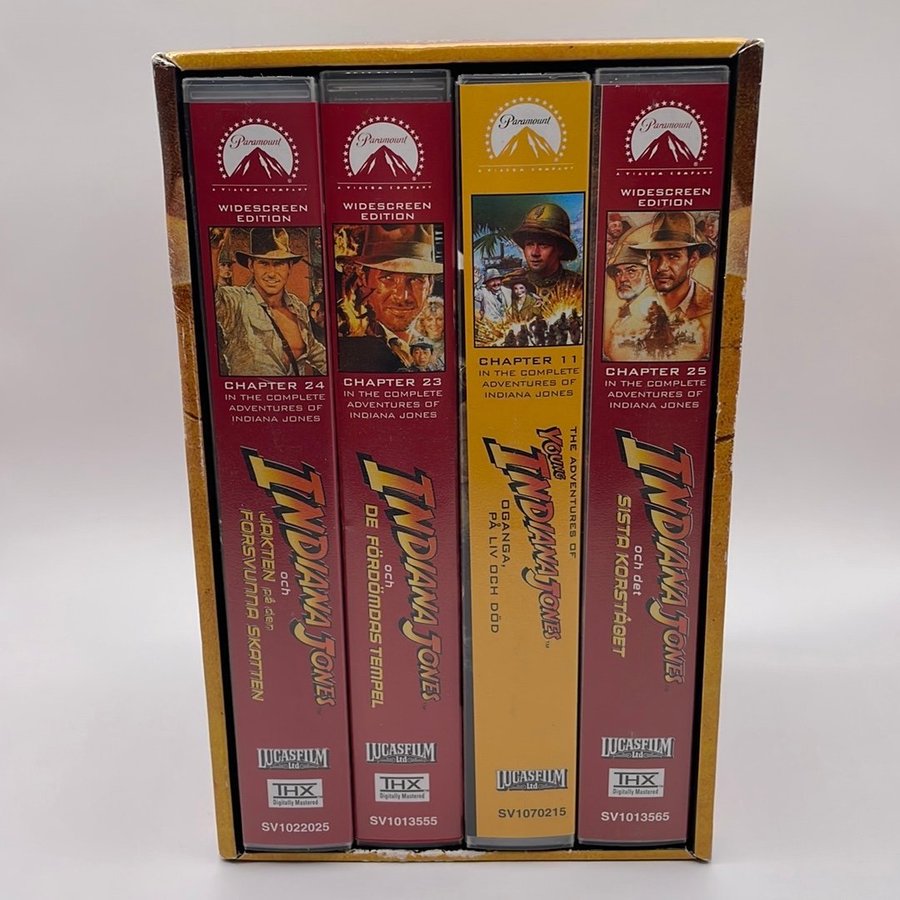 Paramount
A VIACOM COMPANY
WIDESCREEN
EDITION
CHAPTER 24
IN THE COMPLETE
ADVENTURES OF
INDIANA JONES
INDIANA JONES™
och
JAKTEN på den
FÖRSVUNNA SKATTEN
LUCASFILM
Ltd
THX
Digitally Mastered
SV1022025
Paramount
A VIACOM COMPANY
WIDESCREEN
EDITION
CHAPTER 23
IN THE COMPLETE
ADVENTURES OF
INDIANA JONES
INDIANA JONES™
och
DE FÖRDÖMDAS TEMPEL
LUCASFILM
Ltd
THX
Digitally Mastered
SV1013555
Paramount
A VIACOM COMPANY
CHAPTER 11
IN THE COMPLETE
ADVENTURES OF
INDIANA JONES
THE ADVENTURES OF
YOUNG
INDIANA JONES™
OGANGA,
PÅ LIV OCH DÖD
LUCASFILM
Ltd
SV1070215
Paramount
A VIACOM COMPANY
WIDESCREEN
EDITION
CHAPTER 25
IN THE COMPLETE
ADVENTURES OF
INDIANA JONES
INDIANA JONES™
och det
SISTA KORSTÅGET
LUCASFILM
Ltd
THX
Digitally Mastered
SV1013565